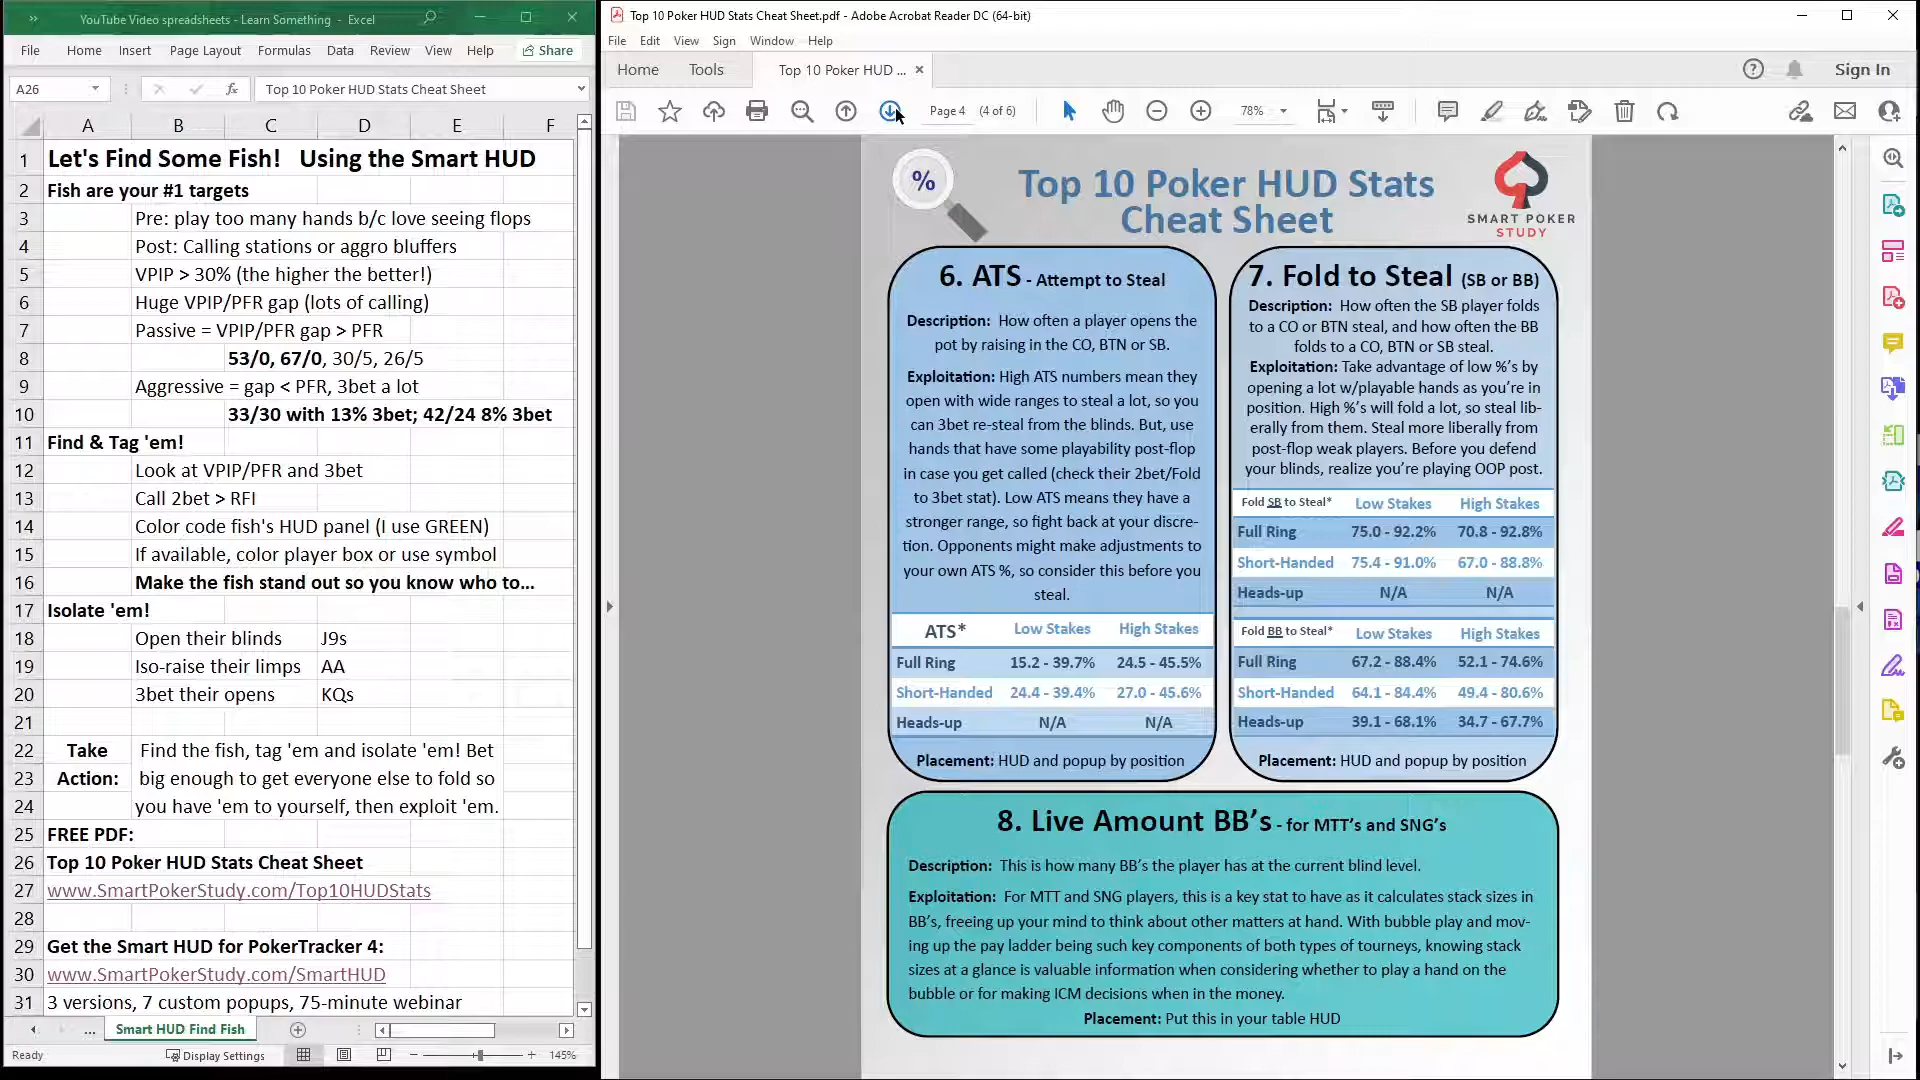 YouTube Video spreadsheets - Learn Something - Excel
File Home Insert Page Layout Formulas Data Review View Help Share
A26 fx Top 10 Poker HUD Stats Cheat Sheet
A B C D E F
1 Let's Find Some Fish! Using the Smart HUD
2 Fish are your #1 targets
3 Pre: play too many hands b/c love seeing flops
4 Post: Calling stations or aggro bluffers
5 VPIP > 30% (the higher the better!)
6 Huge VPIP/PFR gap (lots of calling)
7 Passive = VPIP/PFR gap > PFR
8 53/0, 67/0, 30/5, 26/5
9 Aggressive = gap < PFR, 3bet a lot
10 33/30 with 13% 3bet; 42/24 8% 3bet
11 Find & Tag 'em!
12 Look at VPIP/PFR and 3bet
13 Call 2bet > RFI
14 Color code fish's HUD panel (I use GREEN)
15 If available, color player box or use symbol
16 Make the fish stand out so you know who to...
17 Isolate 'em!
18 Open their blinds J9s
19 Iso-raise their limps AA
20 3bet their opens KQs
21
22 Take Find the fish, tag 'em and isolate 'em! Bet
23 Action: big enough to get everyone else to fold so
24 you have 'em to yourself, then exploit 'em.
25 FREE PDF:
26 Top 10 Poker HUD Stats Cheat Sheet
27 www.SmartPokerStudy.com/Top10HUDStats
28
29 Get the Smart HUD for PokerTracker 4:
30 www.SmartPokerStudy.com/SmartHUD
31 3 versions, 7 custom popups, 75-minute webinar
... Smart HUD Find Fish
Ready Display Settings 145%
Top 10 Poker HUD Stats Cheat Sheet.pdf - Adobe Acrobat Reader DC (64-bit)
File Edit View Sign Window Help
Home Tools Top 10 Poker HUD ... Sign In
Page 4 (4 of 6) 78%
%
Top 10 Poker HUD Stats
Cheat Sheet
SMART POKER
STUDY
6. ATS - Attempt to Steal
Description: How often a player opens the
pot by raising in the CO, BTN or SB.
Exploitation: High ATS numbers mean they
open with wide ranges to steal a lot, so you
can 3bet re-steal from the blinds. But, use
hands that have some playability post-flop
in case you get called (check their 2bet/Fold
to 3bet stat). Low ATS means they have a
stronger range, so fight back at your discre-
tion. Opponents might make adjustments to
your own ATS %, so consider this before you
steal.
ATS* Low Stakes High Stakes
Full Ring 15.2 - 39.7% 24.5 - 45.5%
Short-Handed 24.4 - 39.4% 27.0 - 45.6%
Heads-up N/A N/A
Placement: HUD and popup by position
7. Fold to Steal (SB or BB)
Description: How often the SB player folds
to a CO or BTN steal, and how often the BB
folds to a CO, BTN or SB steal.
Exploitation: Take advantage of low %'s by
opening a lot w/playable hands as you're in
position. High %'s will fold a lot, so steal lib-
erally from them. Steal more liberally from
post-flop weak players. Before you defend
your blinds, realize you're playing OOP post.
Fold SB to Steal* Low Stakes High Stakes
Full Ring 75.0 - 92.2% 70.8 - 92.8%
Short-Handed 75.4 - 91.0% 67.0 - 88.8%
Heads-up N/A N/A
Fold BB to Steal* Low Stakes High Stakes
Full Ring 67.2 - 88.4% 52.1 - 74.6%
Short-Handed 64.1 - 84.4% 49.4 - 80.6%
Heads-up 39.1 - 68.1% 34.7 - 67.7%
Placement: HUD and popup by position
8. Live Amount BB's - for MTT's and SNG's
Description: This is how many BB's the player has at the current blind level.
Exploitation: For MTT and SNG players, this is a key stat to have as it calculates stack sizes in
BB's, freeing up your mind to think about other matters at hand. With bubble play and mov-
ing up the pay ladder being such key components of both types of tourneys, knowing stack
sizes at a glance is valuable information when considering whether to play a hand on the
bubble or for making ICM decisions when in the money.
Placement: Put this in your table HUD